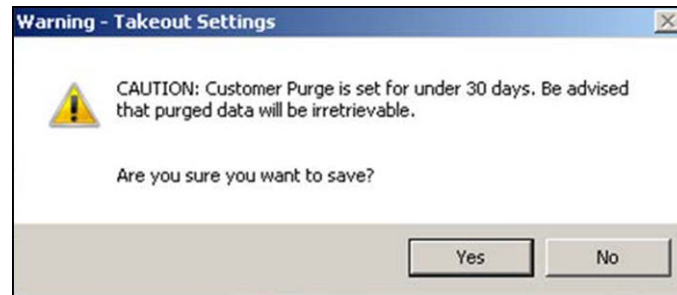 Warning - Takeout Settings
CAUTION: Customer Purge is set for under 30 days. Be advised
that purged data will be irretrievable.
Are you sure you want to save?
Yes
No